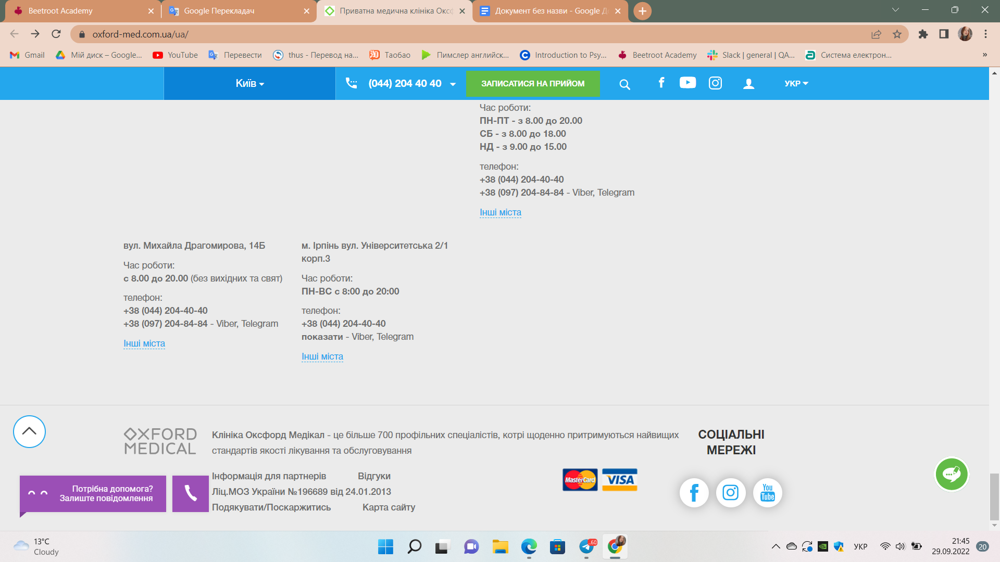 Beetroot Academy
Google Перекладач
Приватна медична клініка Окс
Документ без назви - Google Д
oxford-med.com.ua/ua/
Gmail
Мій диск – Google...
YouTube
Перевести
thus - Перевод на...
Таобао
Пимслер английск...
Introduction to Psy...
Beetroot Academy
Slack | general | QA...
Система електрон...
»
Київ
(044) 204 40 40
ЗАПИСАТИСЯ НА ПРИЙОМ
УКР
Час роботи:
ПН-ПТ - з 8.00 до 20.00
СБ - з 8.00 до 18.00
НД - з 9.00 до 15.00
телефон:
+38 (044) 204-40-40
+38 (097) 204-84-84 - Viber, Telegram
Інші міста
вул. Михайла Драгомирова, 14Б
Час роботи:
с 8.00 до 20.00 (без вихідних та свят)
телефон:
+38 (044) 204-40-40
+38 (097) 204-84-84 - Viber, Telegram
Інші міста
м. Ірпінь вул. Університетська 2/1
корп.3
Час роботи:
ПН-ВС с 8:00 до 20:00
телефон:
+38 (044) 204-40-40
показати - Viber, Telegram
Інші міста
OXFORD
MEDICAL
Клініка Оксфорд Медікал - це більше 700 профільних спеціалістів, котрі щоденно притримуються найвищих
стандартів якості лікування та обслуговування
СОЦІАЛЬНІ
МЕРЕЖІ
Потрібна допомога?
Залиште повідомлення
Інформація для партнерів
Відгуки
Ліц.МОЗ України №196689 від 24.01.2013
Подякувати/Поскаржитись
Карта сайту
MasterCard
VISA
You
Tube
13°C
Cloudy
..60
УКР
21:45
29.09.2022
20